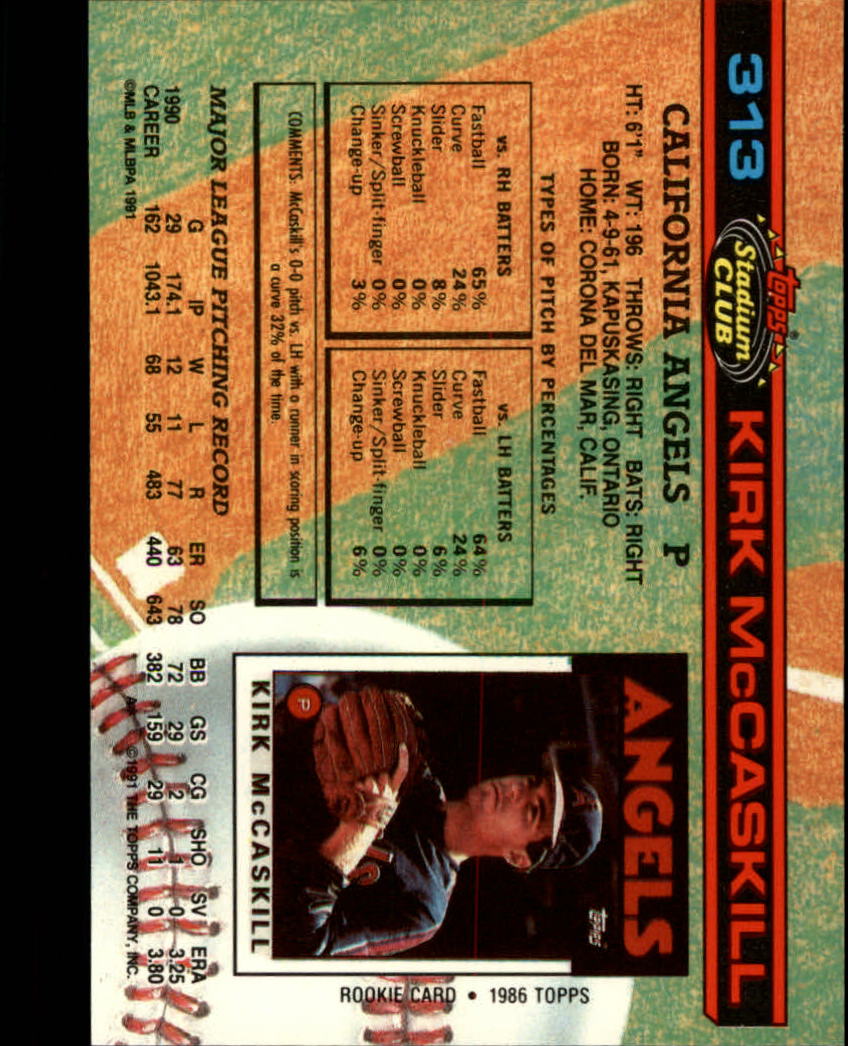 313
TOPPS
Stadium
CLUB
KIRK McCASKILL
CALIFORNIA ANGELS P
HT: 6'1" WT: 196 THROWS: RIGHT BATS: RIGHT
BORN: 4-9-61, KAPUSKASING, ONTARIO
HOME: CORONA DEL MAR, CALIF.
TYPES OF PITCH BY PERCENTAGES
vs. RH BATTERS
Fastball 65%
Curve 24%
Slider 8%
Knuckleball 0%
Screwball 0%
Sinker/Split-finger 0%
Change-up 3%
vs. LH BATTERS
Fastball 64%
Curve 24%
Slider 6%
Knuckleball 0%
Screwball 0%
Sinker/Split-finger 0%
Change-up 6%
COMMENTS: McCaskill's 0-0 pitch vs. LH with a runner in scoring position is
a curve 32% of the time.
ANGELS
TOPPS
P
KIRK McCASKILL
ROOKIE CARD • 1986 TOPPS
MAJOR LEAGUE PITCHING RECORD
G IP W L R ER SO BB GS CG SHO SV ERA
1990 29 174.1 12 11 77 63 78 72 29 2 1 0 3.25
CAREER 162 1043.1 68 55 483 440 643 382 159 29 11 0 3.80
©MLB & MLBPA 1991
©1991 THE TOPPS COMPANY, INC.